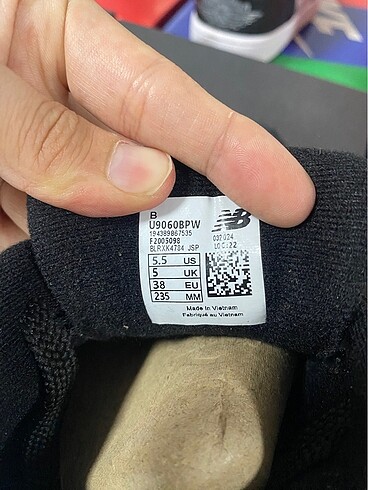 B
U9060BPW
194389867535
F2005098
BLRXK4784 JSP
5.5 US
5 UK
38 EU
235 MM
Made in Vietnam
Fabriqué au Vietnam